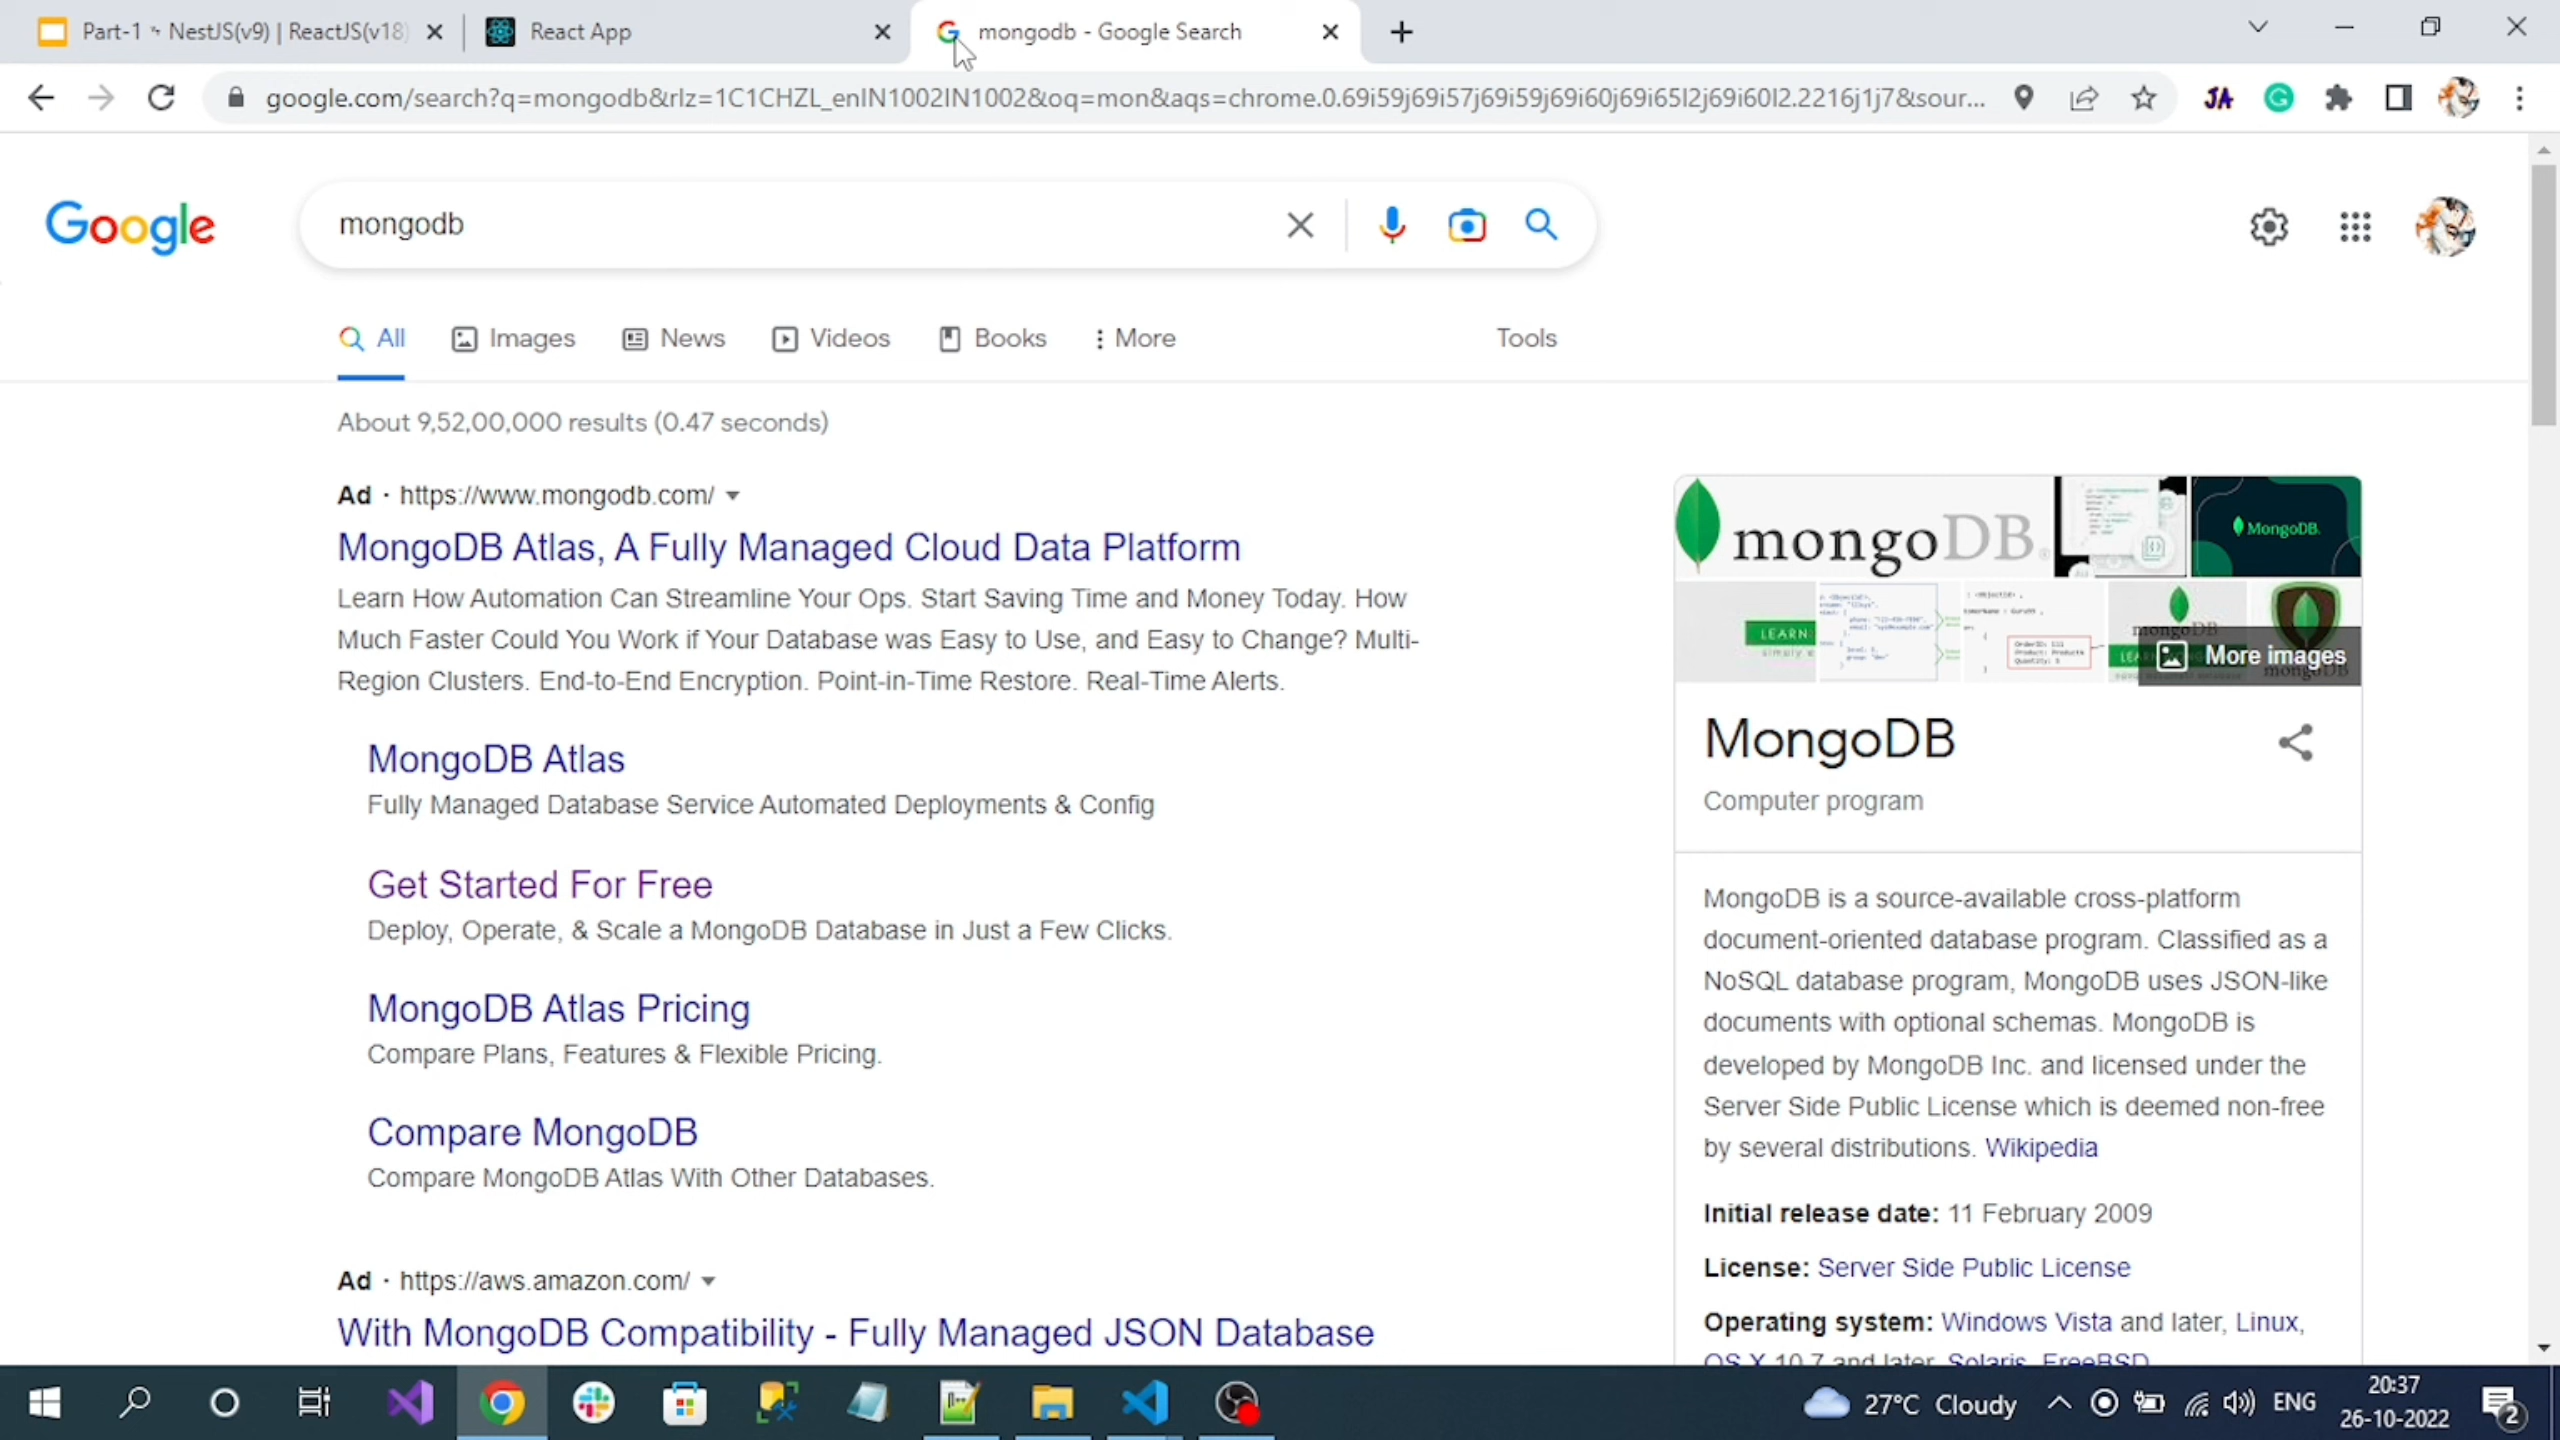 Part-1 NestJS(v9) | ReactJS(v18)
React App
mongodb - Google Search
google.com/search?q=mongodb&rlz=1C1CHZL_enIN1002IN1002&oq=mon&aqs=chrome.0.69i59j69i57j69i59j69i60j69i65l2j69i60l2.2216j1j7&sour...
JA
Google
mongodb
All
Images
News
Videos
Books
More
Tools
About 9,52,00,000 results (0.47 seconds)
Ad · https://www.mongodb.com/
MongoDB Atlas, A Fully Managed Cloud Data Platform
Learn How Automation Can Streamline Your Ops. Start Saving Time and Money Today. How
Much Faster Could You Work if Your Database was Easy to Use, and Easy to Change? Multi-
Region Clusters. End-to-End Encryption. Point-in-Time Restore. Real-Time Alerts.
MongoDB Atlas
Fully Managed Database Service Automated Deployments & Config
Get Started For Free
Deploy, Operate, & Scale a MongoDB Database in Just a Few Clicks.
MongoDB Atlas Pricing
Compare Plans, Features & Flexible Pricing.
Compare MongoDB
Compare MongoDB Atlas With Other Databases.
Ad · https://aws.amazon.com/
With MongoDB Compatibility - Fully Managed JSON Database
mongoDB
MongoDB.
LEARN
More images
MongoDB
Computer program
MongoDB is a source-available cross-platform
document-oriented database program. Classified as a
NoSQL database program, MongoDB uses JSON-like
documents with optional schemas. MongoDB is
developed by MongoDB Inc. and licensed under the
Server Side Public License which is deemed non-free
by several distributions. Wikipedia
Initial release date: 11 February 2009
License: Server Side Public License
Operating system: Windows Vista and later, Linux,
OS X 10.7 and later, Solaris, FreeBSD
27°C Cloudy
ENG
20:37
26-10-2022
2